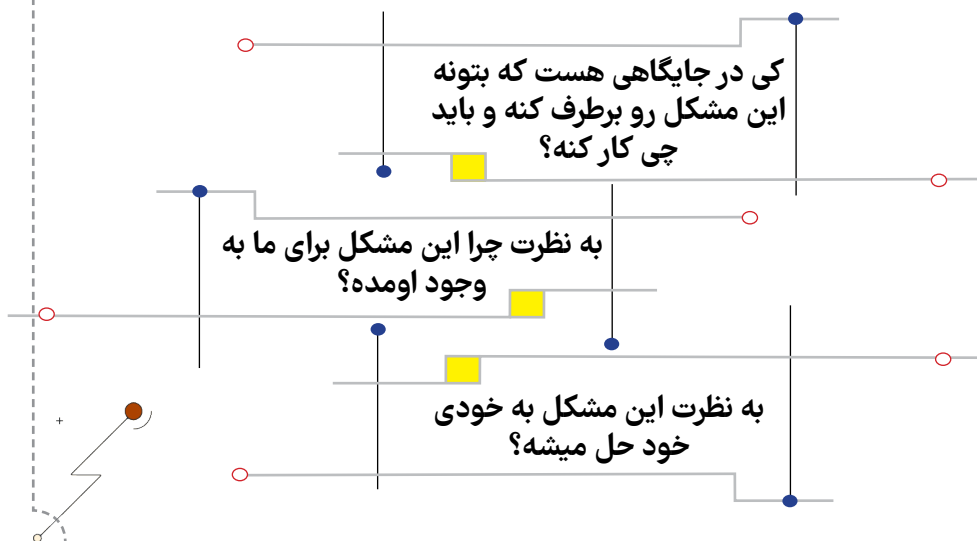 کی در جایگاهی هست که بتونه
این مشکل رو برطرف کنه و باید
چی کار کنه؟
به نظرت چرا این مشکل برای ما به
وجود اومده؟
به نظرت این مشکل به خودی
خود حل میشه؟